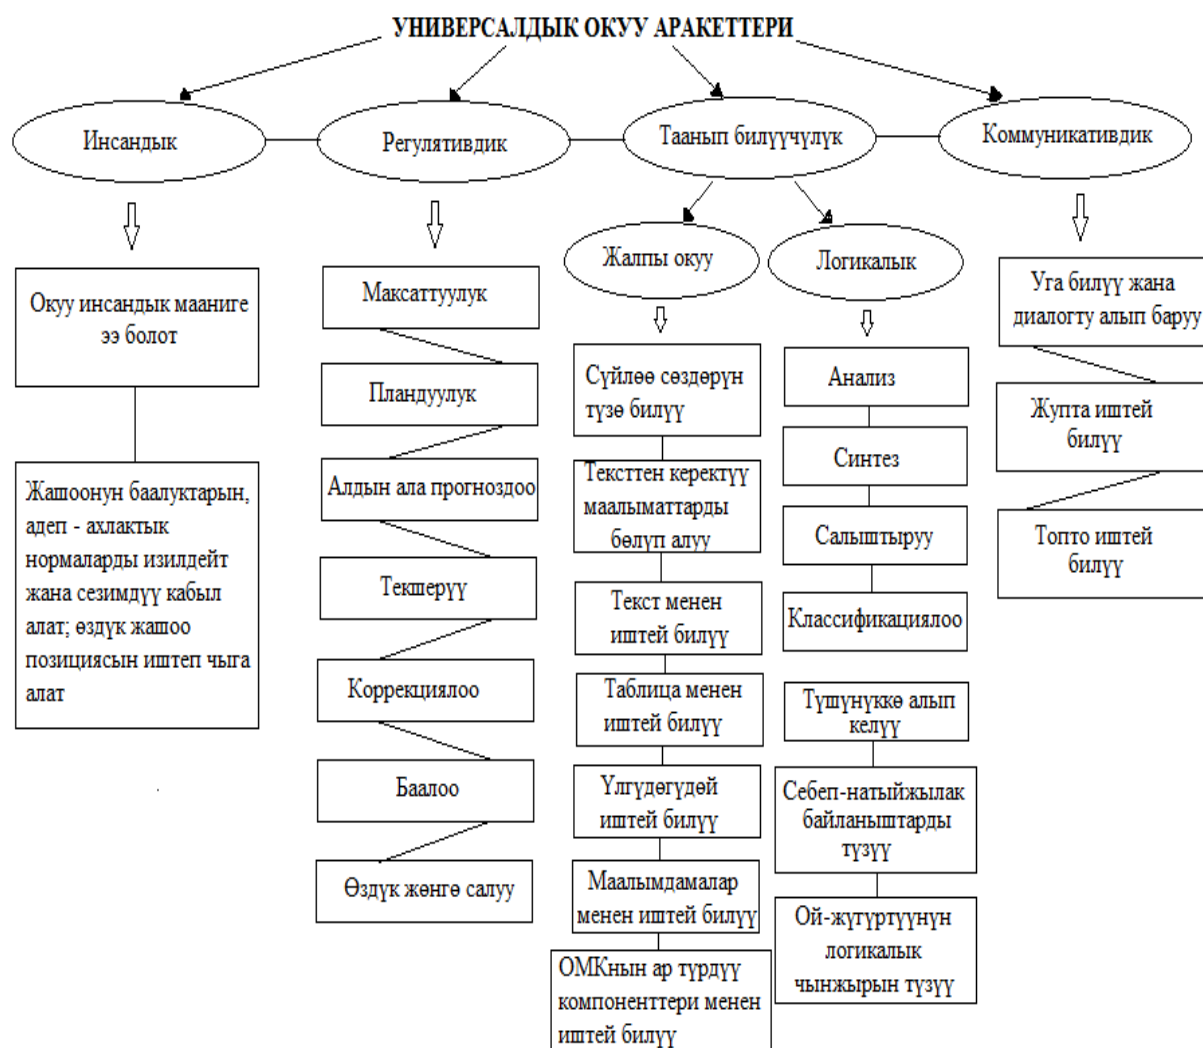 УНИВЕРСАЛДЫК ОКУУ АРАКЕТТЕРИ
Инсандык
Регулятивдик
Таанып билүүчүлүк
Коммуникативдик
Окуу инсандык мааниге
ээ болот
Жашоонун баалуктарын,
адеп - ахлактык
нормаларды изилдейт
жана сезимдүү кабыл
алат; өздүк жашоо
позициясын иштеп чыга
алат
Максаттуулук
Пландуулук
Алдын ала прогноздоо
Текшерүү
Коррекциялоо
Баалоо
Өздүк жөнгө салуу
Жалпы окуу
Сүйлөө сөздөрүн
түзө билүү
Тексттен керектүү
маалыматтарды
бөлүп алуу
Текст менен
иштей билүү
Таблица менен
иштей билүү
Үлгүдөгүдөй
иштей билүү
Маалымдамалар
менен иштей билүү
ОМКнын ар түрдүү
компоненттери менен
иштей билүү
Логикалык
Анализ
Синтез
Салыштыруу
Классификациялоо
Түшүнүккө алып
келүү
Себеп-натыйжылак
байланыштарды
түзүү
Ой-жүгүртүүнүн
логикалык
чынжырын түзүү
Уга билүү жана
диалогту алып баруу
Жупта иштей
билүү
Топто иштей
билүү